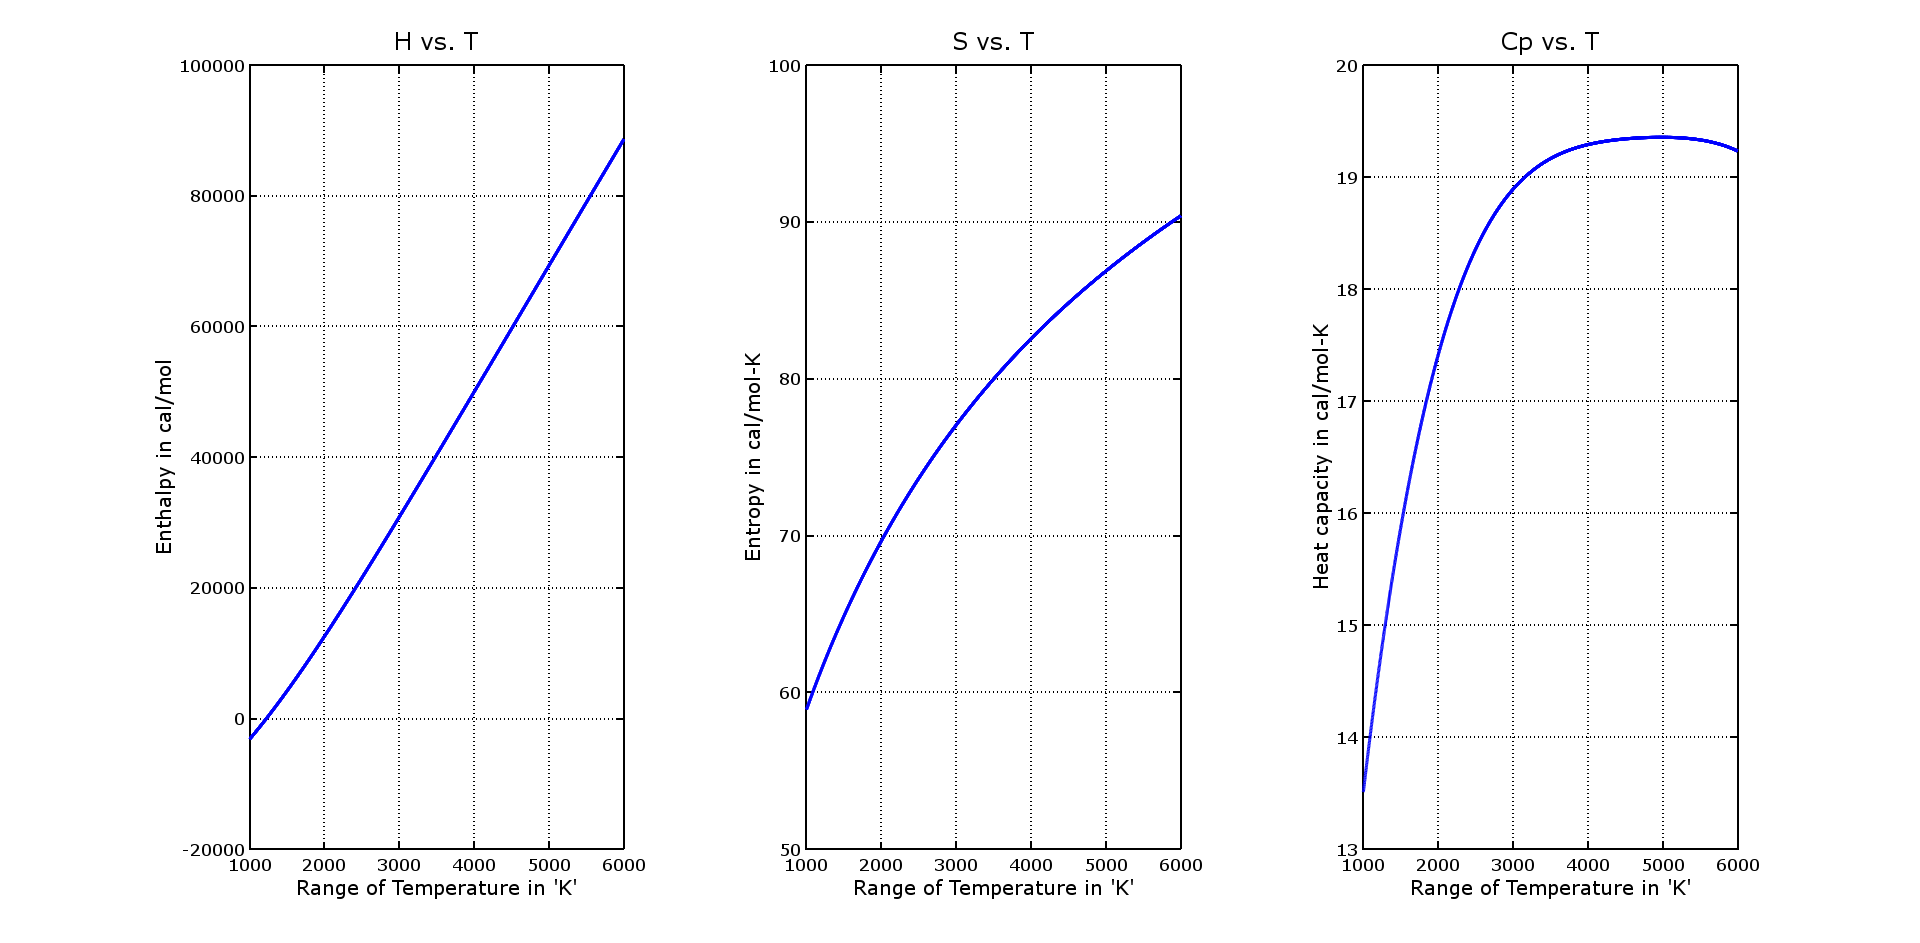 H vs. T
100000
80000
60000
40000
20000
0
-20000
Enthalpy in cal/mol
1000 2000 3000 4000 5000 6000
Range of Temperature in 'K'
S vs. T
100
90
80
70
60
50
Entropy in cal/mol-K
1000 2000 3000 4000 5000 6000
Range of Temperature in 'K'
Cp vs. T
20
19
18
17
16
15
14
13
Heat capacity in cal/mol-K
1000 2000 3000 4000 5000 6000
Range of Temperature in 'K'